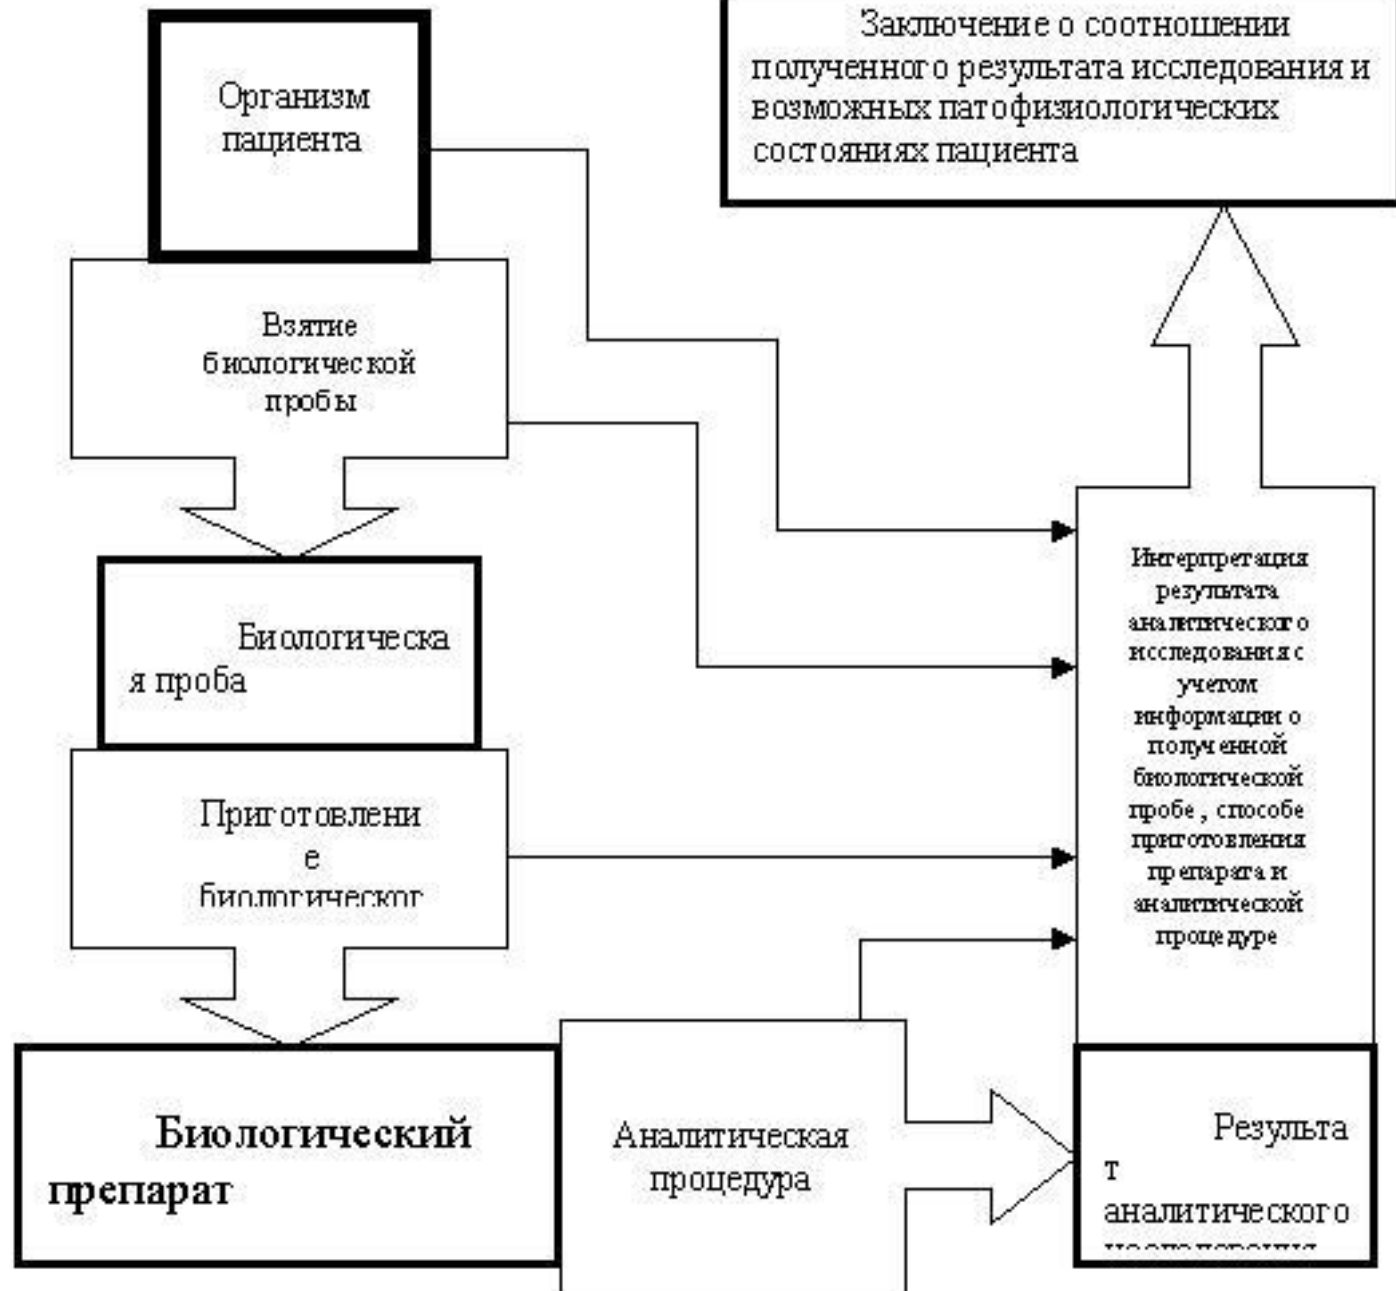 Организм
пациента
Взятие
биологической
пробы
Биологическа
я проба
Приготовлени
е
биологическог
Биологический
препарат
Аналитическая
процедура
Результа
т
аналитического
Интерпретация
результата
аналитического
исследования с
учетом
информации о
полученной
биологической
пробе, способе
приготовления
препарата и
аналитической
процедуре
Заключение о соотношении
полученного результата исследования и
возможных патофизиологических
состояниях пациента